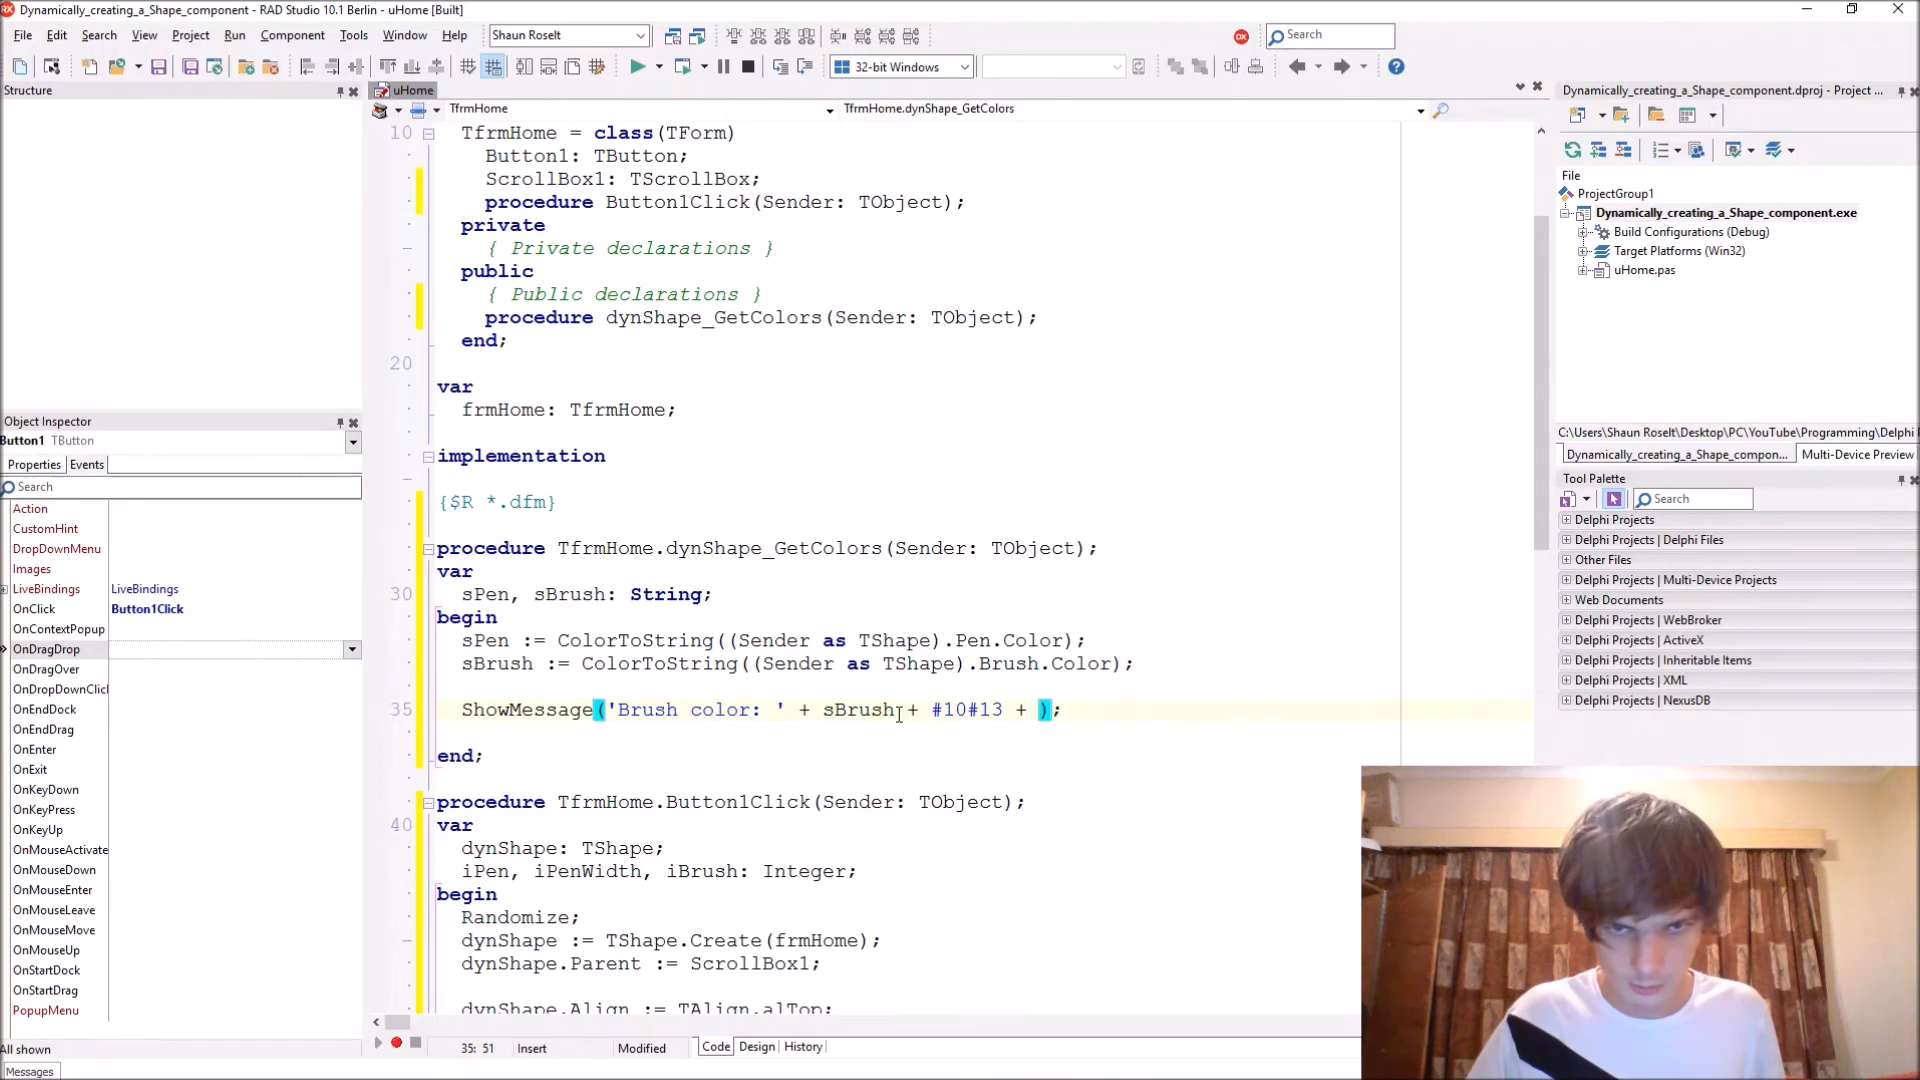 Dynamically_creating_a_Shape_component - RAD Studio 10.1 Berlin - uHome [Built]
File Edit Search View Project Run Component Tools Window Help Shaun Roselt Search
32-bit Windows
Structure
uHome
TfrmHome TfrmHome.dynShape_GetColors
10 TfrmHome = class(TForm)
Button1: TButton;
ScrollBox1: TScrollBox;
procedure Button1Click(Sender: TObject);
private
{ Private declarations }
public
{ Public declarations }
procedure dynShape_GetColors(Sender: TObject);
end;
20
var
frmHome: TfrmHome;
implementation
{$R *.dfm}
procedure TfrmHome.dynShape_GetColors(Sender: TObject);
var
30 sPen, sBrush: String;
begin
sPen := ColorToString((Sender as TShape).Pen.Color);
sBrush := ColorToString((Sender as TShape).Brush.Color);
35 ShowMessage('Brush color: ' + sBrush + #10#13 + );
end;
procedure TfrmHome.Button1Click(Sender: TObject);
40 var
dynShape: TShape;
iPen, iPenWidth, iBrush: Integer;
begin
Randomize;
dynShape := TShape.Create(frmHome);
dynShape.Parent := ScrollBox1;
dynShape.Align := TAlign.alTop;
35: 51 Insert Modified Code Design History
Object Inspector
Button1 TButton
Properties Events
Search
Action
CustomHint
DropDownMenu
Images
LiveBindings LiveBindings
OnClick Button1Click
OnContextPopup
OnDragDrop
OnDragOver
OnDropDownClic
OnEndDock
OnEndDrag
OnEnter
OnExit
OnKeyDown
OnKeyPress
OnKeyUp
OnMouseActivate
OnMouseDown
OnMouseEnter
OnMouseLeave
OnMouseMove
OnMouseUp
OnStartDock
OnStartDrag
PopupMenu
All shown
Messages
Dynamically_creating_a_Shape_component.dproj - Project ...
File
ProjectGroup1
Dynamically_creating_a_Shape_component.exe
Build Configurations (Debug)
Target Platforms (Win32)
uHome.pas
C:\Users\Shaun Roselt\Desktop\PC\YouTube\Programming\Delphi
Dynamically_creating_a_Shape_compon... Multi-Device Preview
Tool Palette
Search
Delphi Projects
Delphi Projects | Delphi Files
Other Files
Delphi Projects | Multi-Device Projects
Web Documents
Delphi Projects | WebBroker
Delphi Projects | ActiveX
Delphi Projects | Inheritable Items
Delphi Projects | XML
Delphi Projects | NexusDB